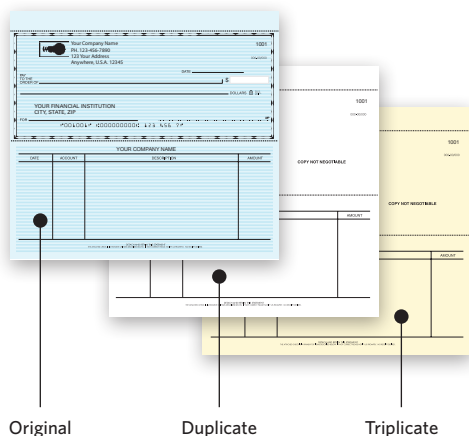 Your Company Name
PH. 123-456-7890
123 Your Address
Anywhere, U.S.A. 12345
1001
DATE
PAY
TO THE
ORDER OF
$
DOLLARS
YOUR FINANCIAL INSTITUTION
CITY, STATE, ZIP
FOR
YOUR COMPANY NAME
DATE ACCOUNT DESCRIPTION AMOUNT
1001
COPY NOT NEGOTIABLE
AMOUNT
1001
COPY NOT NEGOTIABLE
AMOUNT
Original Duplicate Triplicate